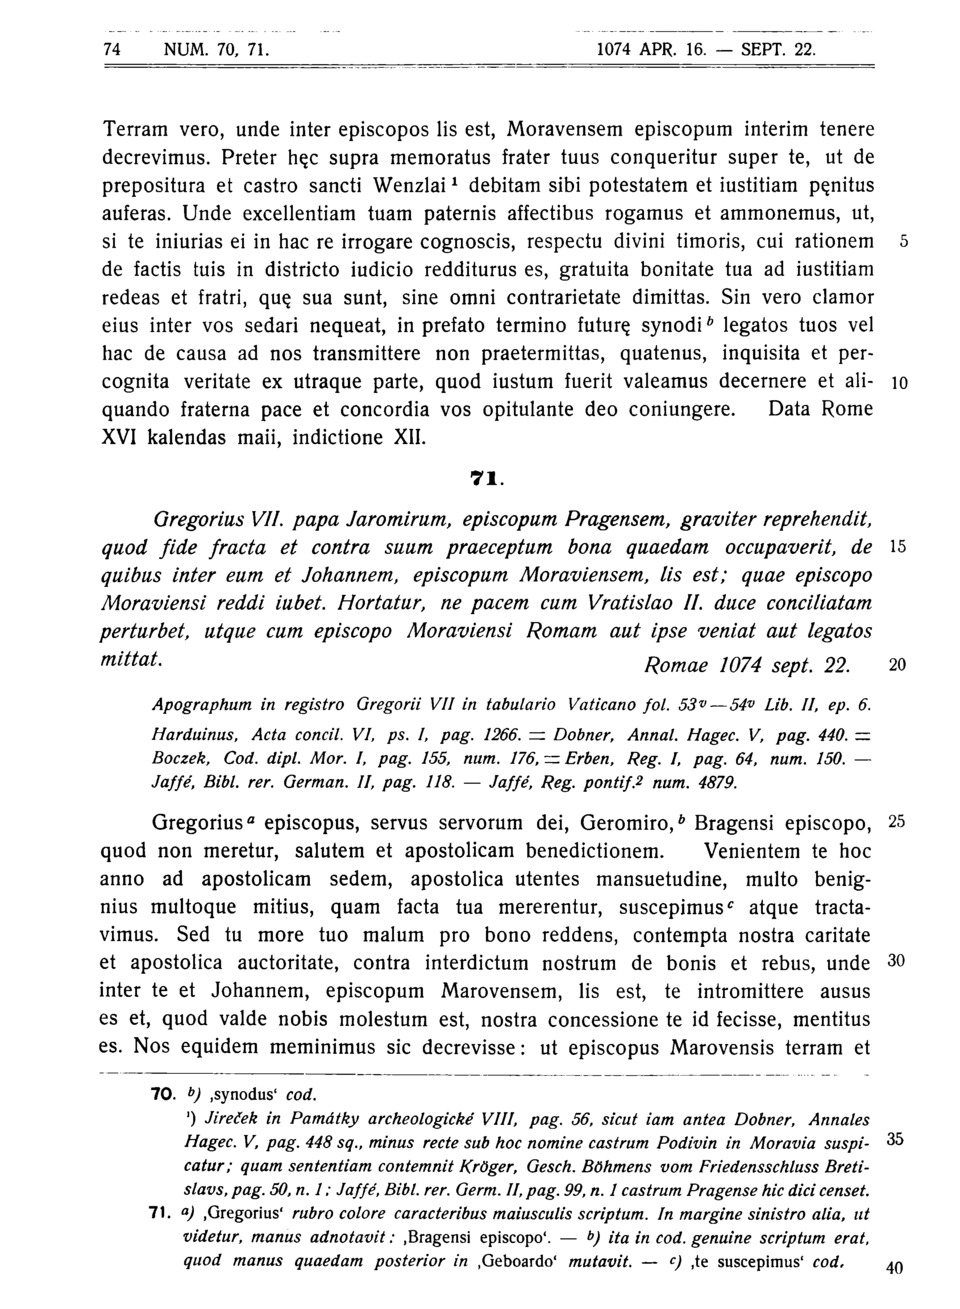 74 NUM. 70, 71. 1074 APR. 16. — SEPT. 22.
Terram vero, unde inter episcopos lis est, Moravensem episcopum interim tenere
decrevimus. Preter hęc supra memoratus frater tuus conqueritur super te, ut de
prepositura et castro sancti Wenzlai ¹ debitam sibi potestatem et iustitiam pęnitus
auferas. Unde excellentiam tuam paternis affectibus rogamus et ammonemus, ut,
si te iniurias ei in hac re irrogare cognoscis, respectu divini timoris, cui rationem 5
de factis tuis in districto iudicio redditurus es, gratuita bonitate tua ad iustitiam
redeas et fratri, quę sua sunt, sine omni contrarietate dimittas. Sin vero clamor
eius inter vos sedari nequeat, in prefato termino futurę synodi ᵇ legatos tuos vel
hac de causa ad nos transmittere non praetermittas, quatenus, inquisita et per-
cognita veritate ex utraque parte, quod iustum fuerit valeamus decernere et ali- 10
quando fraterna pace et concordia vos opitulante deo coniungere. Data Rome
XVI kalendas maii, indictione XII.
71.
Gregorius VII. papa Jaromirum, episcopum Pragensem, graviter reprehendit,
quod fide fracta et contra suum praeceptum bona quaedam occupaverit, de 15
quibus inter eum et Johannem, episcopum Moraviensem, lis est; quae episcopo
Moraviensi reddi iubet. Hortatur, ne pacem cum Vratislao II. duce conciliatam
perturbet, utque cum episcopo Moraviensi Romam aut ipse veniat aut legatos
mittat. Romae 1074 sept. 22. 20
Apographum in registro Gregorii VII in tabulario Vaticano fol. 53ᵛ—54ᵛ Lib. II, ep. 6.
Harduinus, Acta concil. VI, ps. I, pag. 1266. = Dobner, Annal. Hagec. V, pag. 440. =
Boczek, Cod. dipl. Mor. I, pag. 155, num. 176, = Erben, Reg. I, pag. 64, num. 150. —
Jaffé, Bibl. rer. German. II, pag. 118. — Jaffé, Reg. pontif.² num. 4879.
Gregorius ᵃ episcopus, servus servorum dei, Geromiro, ᵇ Bragensi episcopo, 25
quod non meretur, salutem et apostolicam benedictionem. Venientem te hoc
anno ad apostolicam sedem, apostolica utentes mansuetudine, multo benig-
nius multoque mitius, quam facta tua mererentur, suscepimus ᶜ atque tracta-
vimus. Sed tu more tuo malum pro bono reddens, contempta nostra caritate
et apostolica auctoritate, contra interdictum nostrum de bonis et rebus, unde 30
inter te et Johannem, episcopum Marovensem, lis est, te intromittere ausus
es et, quod valde nobis molestum est, nostra concessione te id fecisse, mentitus
es. Nos equidem meminimus sic decrevisse: ut episcopus Marovensis terram et
70. b) ‚synodus‘ cod.
¹) Jireček in Památky archeologické VIII, pag. 56, sicut iam antea Dobner, Annales
Hagec. V, pag. 448 sq., minus recte sub hoc nomine castrum Podivin in Moravia suspi- 35
catur; quam sententiam contemnit Kröger, Gesch. Böhmens vom Friedensschluss Breti-
slavs, pag. 50, n. 1; Jaffé, Bibl. rer. Germ. II, pag. 99, n. 1 castrum Pragense hic dici censet.
71. a) ‚Gregorius‘ rubro colore caracteribus maiusculis scriptum. In margine sinistro alia, ut
videtur, manus adnotavit: ‚Bragensi episcopo‘. — b) ita in cod. genuine scriptum erat,
quod manus quaedam posterior in ‚Geboardo‘ mutavit. — c) ‚te suscepimus‘ cod. 40